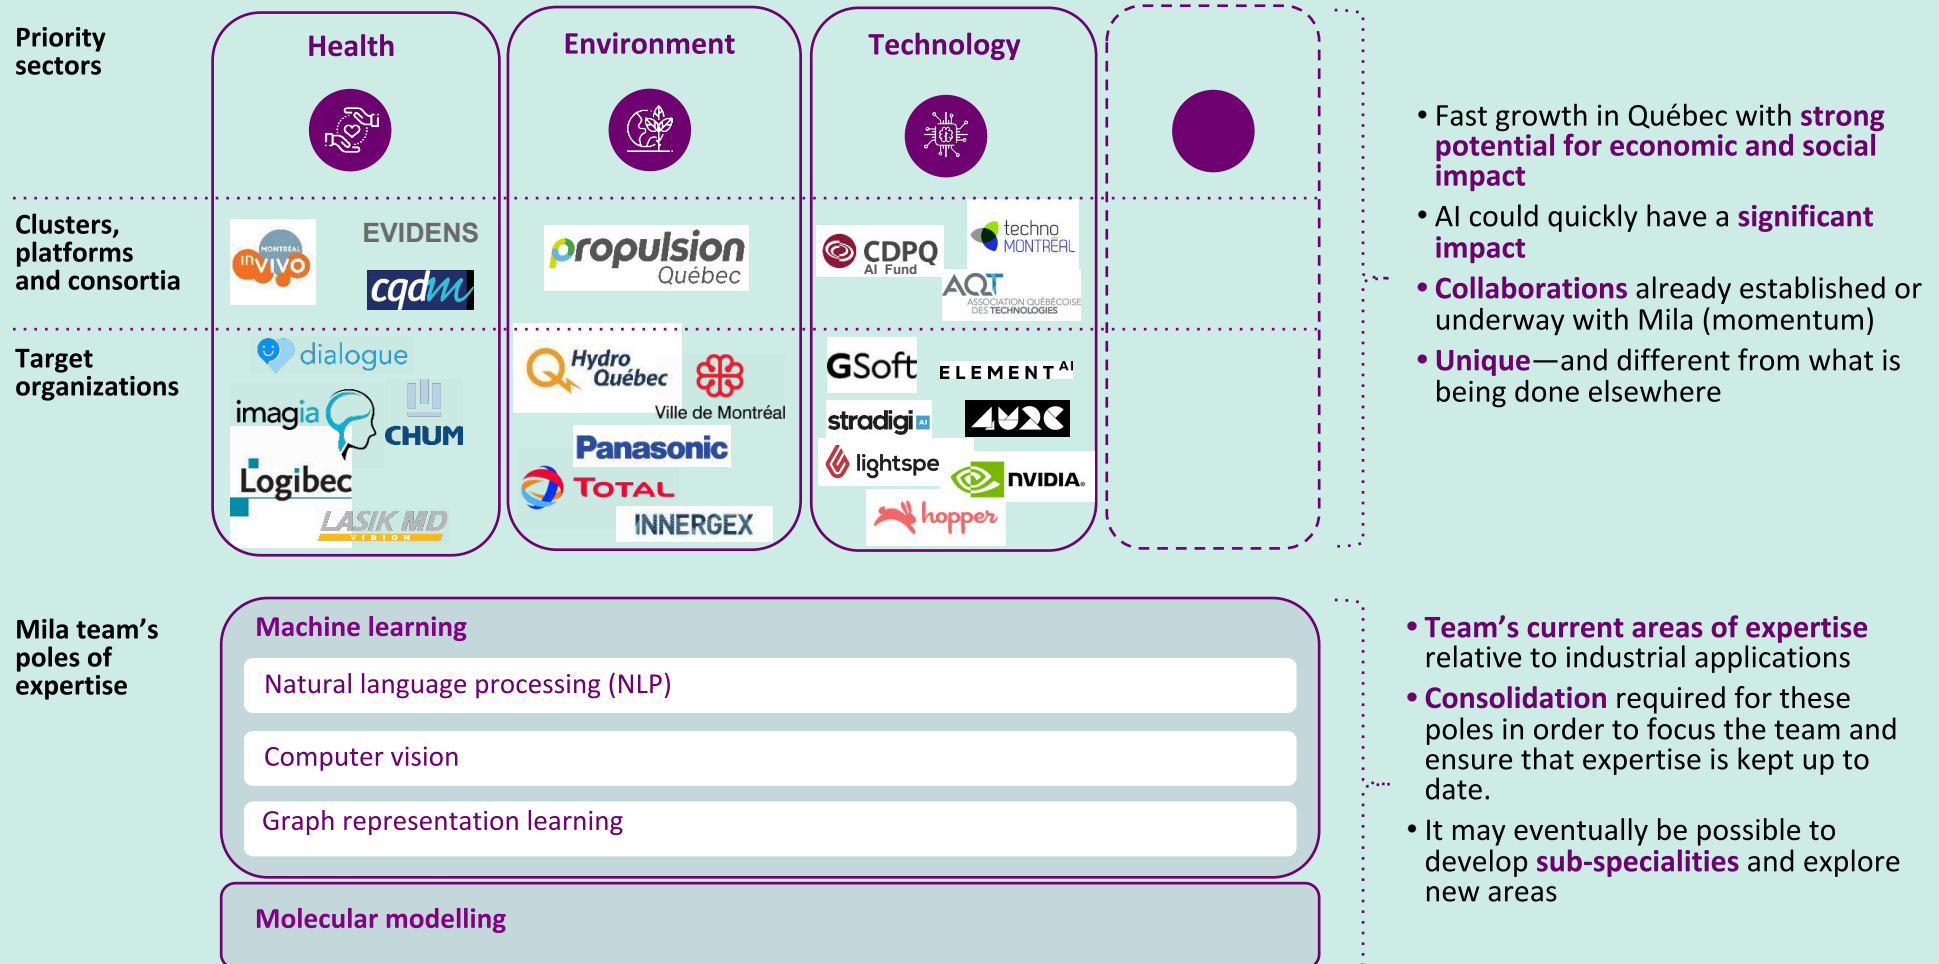 Priority
sectors
Health
Environment
Technology
Clusters,
platforms
and consortia
MONTRÉAL
inVIVO
EVIDENS
cqdm
propulsion
Québec
CDPQ
AI Fund
techno
MONTRÉAL
AQT
ASSOCIATION QUÉBÉCOISE
DES TECHNOLOGIES
Target
organizations
dialogue
imagia
CHUM
Logibec
LASIK MD
VISION
Hydro
Québec
Ville de Montréal
Panasonic
TOTAL
INNERGEX
GSoft
ELEMENT AI
stradigi AI
lightspe
NVIDIA.
hopper
• Fast growth in Québec with strong
potential for economic and social
impact
• AI could quickly have a significant
impact
• Collaborations already established or
underway with Mila (momentum)
• Unique—and different from what is
being done elsewhere
Mila team's
poles of
expertise
Machine learning
Natural language processing (NLP)
Computer vision
Graph representation learning
Molecular modelling
• Team's current areas of expertise
relative to industrial applications
• Consolidation required for these
poles in order to focus the team and
ensure that expertise is kept up to
date.
• It may eventually be possible to
develop sub-specialities and explore
new areas